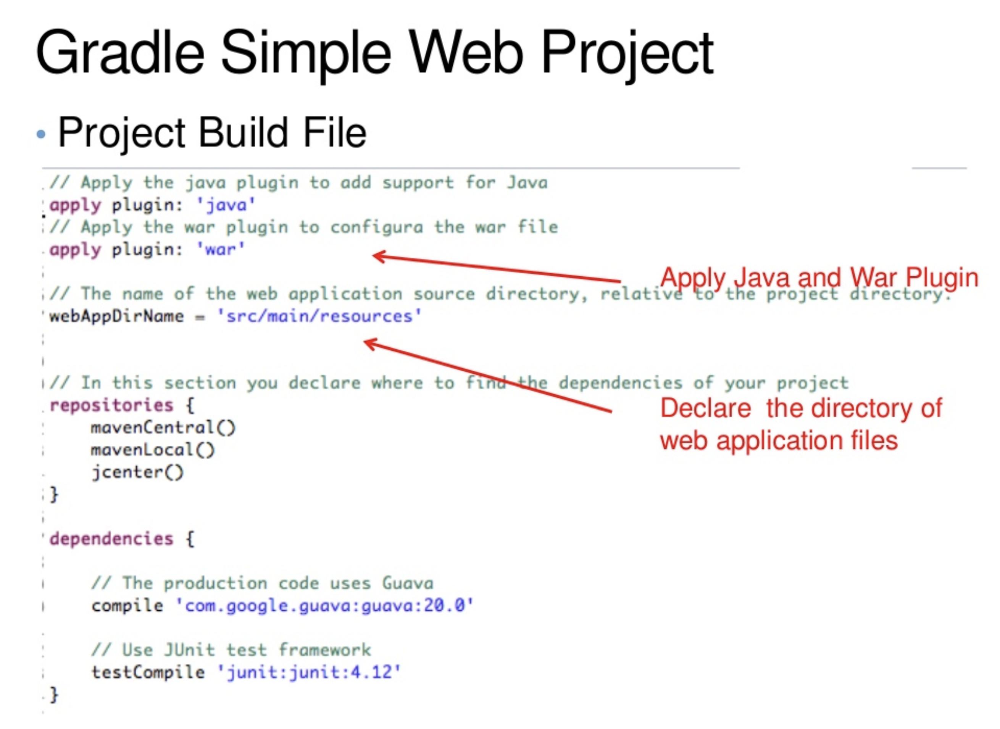 Gradle Simple Web Project
• Project Build File
// Apply the java plugin to add support for Java
apply plugin: 'java'
// Apply the war plugin to configura the war file
apply plugin: 'war'
Apply Java and War Plugin
// The name of the web application source directory, relative to the project directory.
webAppDirName = 'src/main/resources'
// In this section you declare where to find the dependencies of your project
repositories {
Declare the directory of
web application files
    mavenCentral()
    mavenLocal()
    jcenter()
}
dependencies {
    // The production code uses Guava
    compile 'com.google.guava:guava:20.0'
    // Use JUnit test framework
    testCompile 'junit:junit:4.12'
}